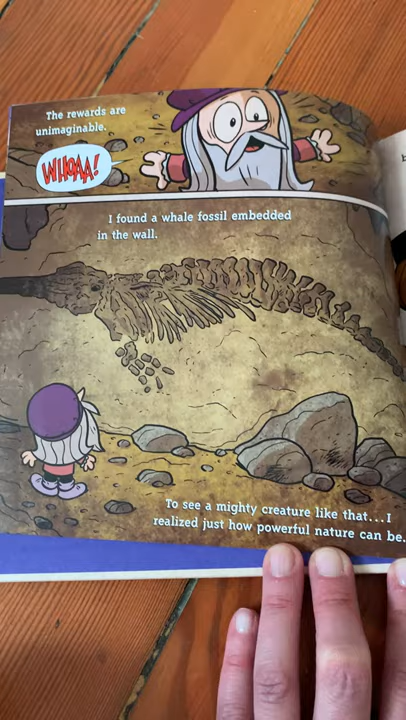 The rewards are
unimaginable.
WHOAA!
I found a whale fossil embedded
in the wall.
To see a mighty creature like that...I
realized just how powerful nature can be.